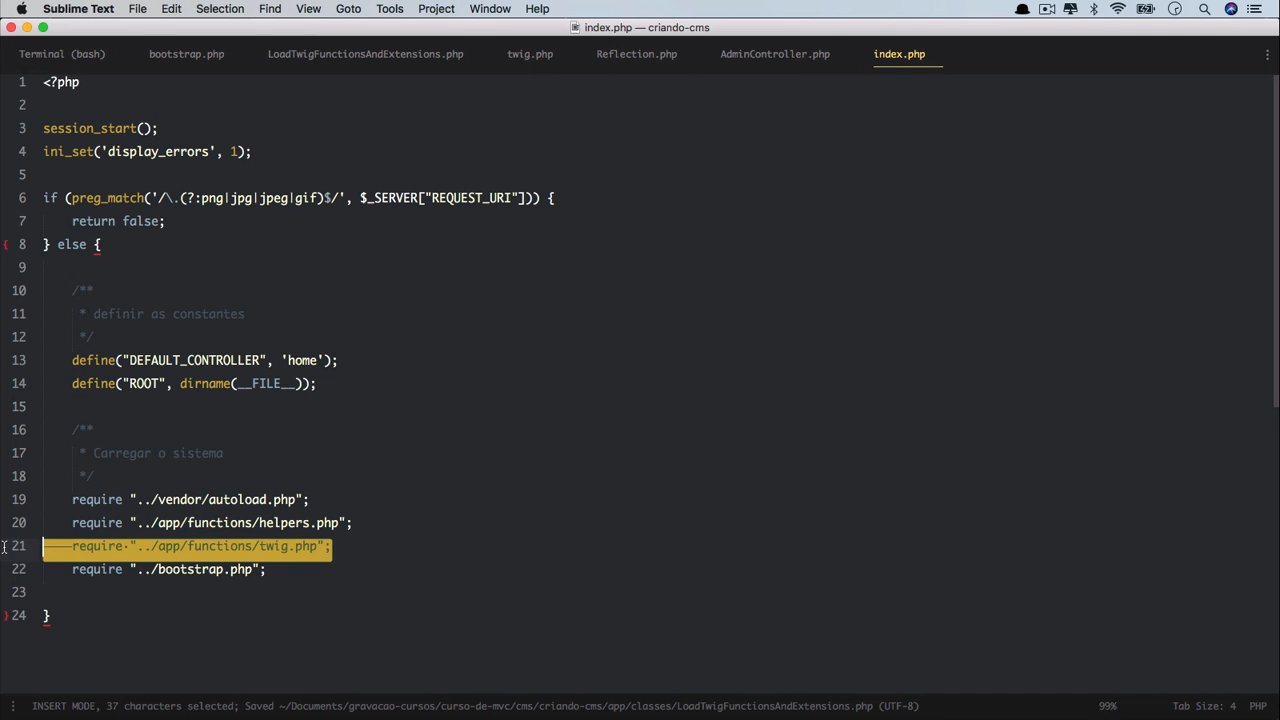 Sublime Text File Edit Selection Find View Goto Tools Project Window Help
index.php — criando-cms
Terminal (bash) bootstrap.php LoadTwigFunctionsAndExtensions.php twig.php Reflection.php AdminController.php index.php
1 <?php
2
3 session_start();
4 ini_set('display_errors', 1);
5
6 if (preg_match('/\.(?:png|jpg|jpeg|gif)$/', $_SERVER["REQUEST_URI"])) {
7 return false;
{ 8 } else {
9
10 /**
11 * definir as constantes
12 */
13 define("DEFAULT_CONTROLLER", 'home');
14 define("ROOT", dirname(__FILE__));
15
16 /**
17 * Carregar o sistema
18 */
19 require "../vendor/autoload.php";
20 require "../app/functions/helpers.php";
21 require "../app/functions/twig.php";
22 require "../bootstrap.php";
23
} 24 }
INSERT MODE, 37 characters selected; Saved ~/Documents/gravacao-cursos/curso-de-mvc/cms/criando-cms/app/classes/LoadTwigFunctionsAndExtensions.php (UTF-8) 99% Tab Size: 4 PHP